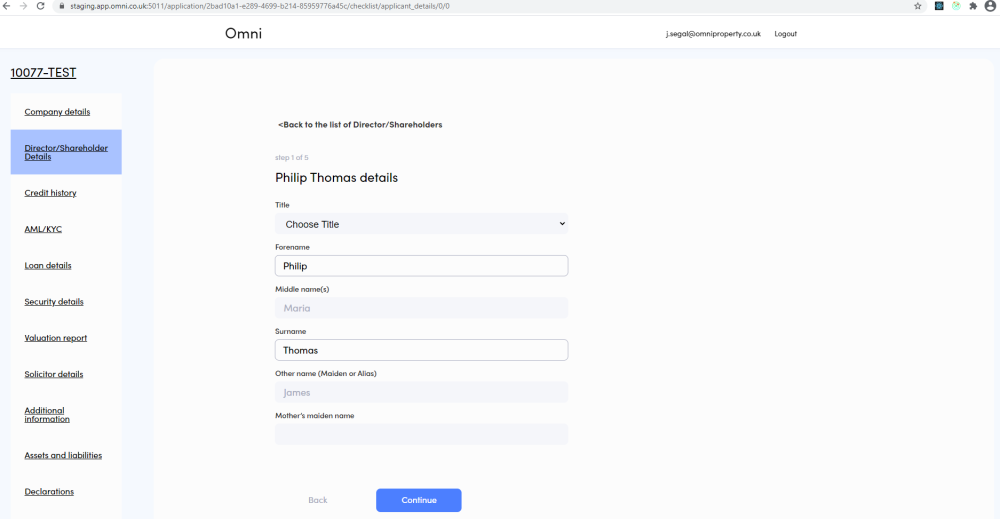 staging.app.omni.co.uk:5011/application/2bad10a1-e289-4699-b214-85959776a45c/checklist/applicant_details/0/0
Omni
j.segal@omniproperty.co.uk Logout
10077-TEST
Company details
Director/Shareholder
Details
Credit history
AML/KYC
Loan details
Security details
Valuation report
Solicitor details
Additional
information
Assets and liabilities
Declarations
<Back to the list of Director/Shareholders
step 1 of 5
Philip Thomas details
Title
Choose Title
Forename
Philip
Middle name(s)
Maria
Surname
Thomas
Other name (Maiden or Alias)
James
Mother's maiden name
Back Continue